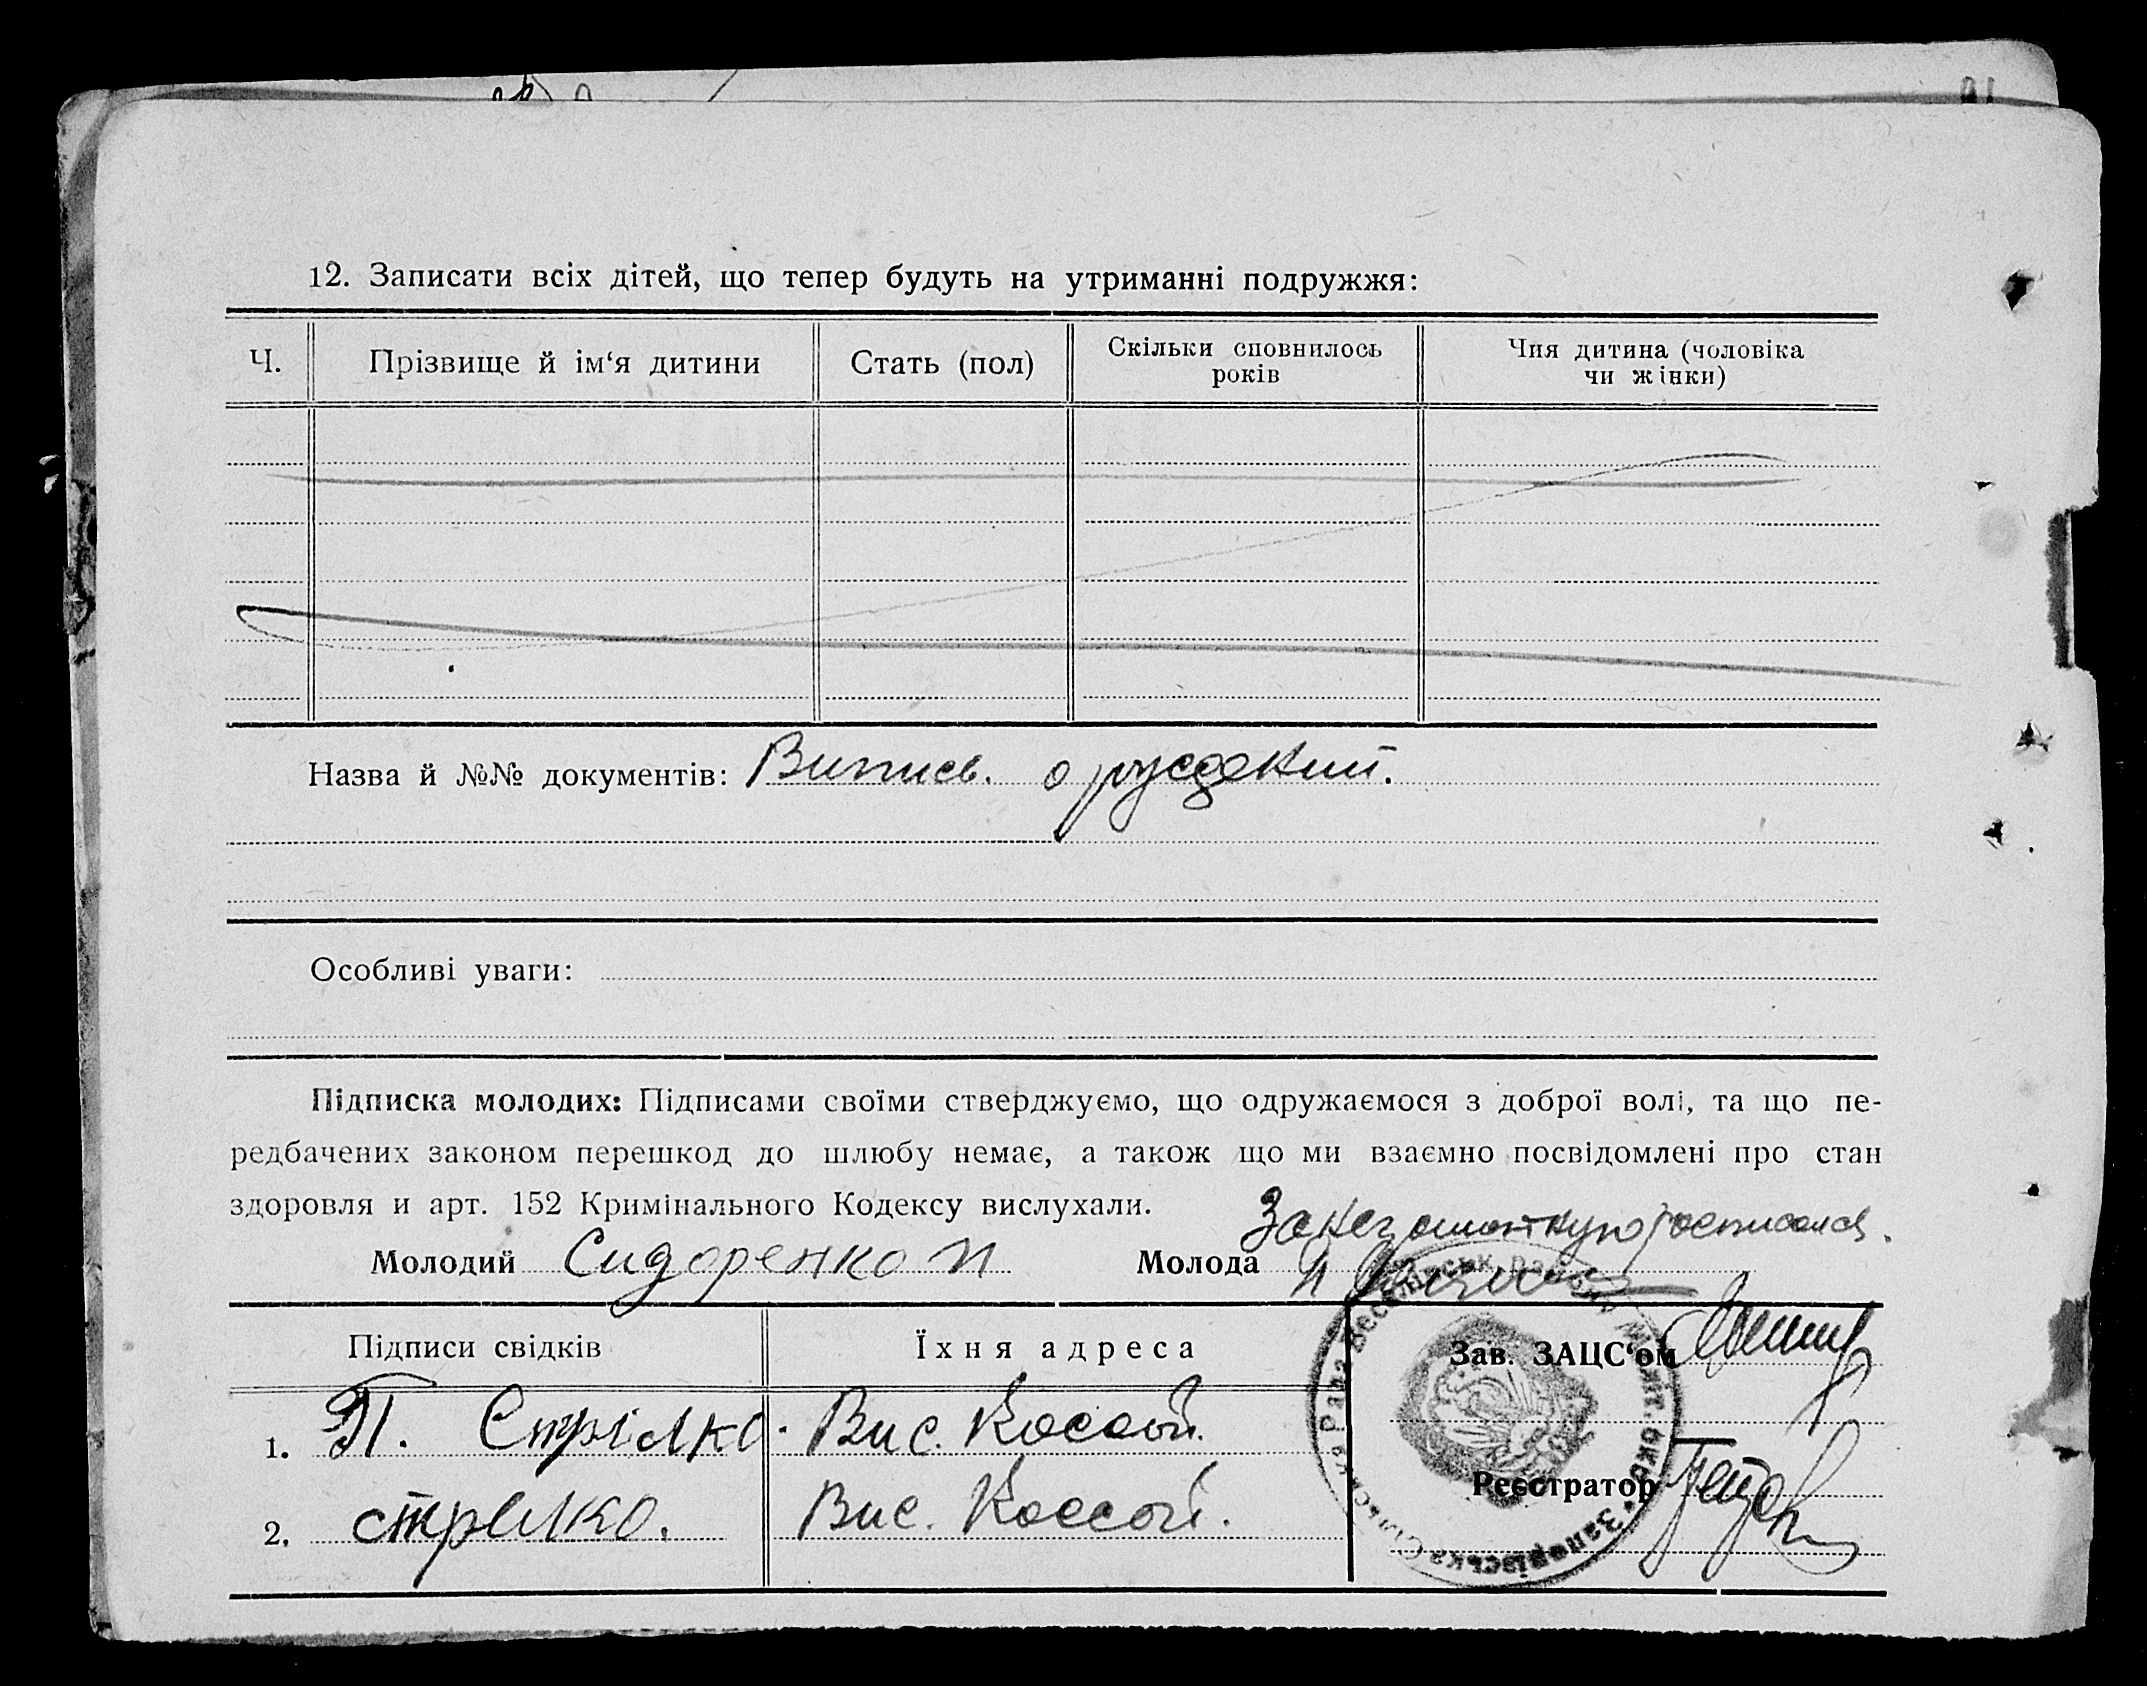 12. Записати всіх дітей, що тепер будуть на утриманні подружжя:
Ч. Прізвище й ім‘я дитини Стать (пол) Скільки сповнилось років Чия дитина (чоловіка чи жінки)
Назва й №№ документів: Випись. о
Особливі уваги:
Підписка молодих: Підписами своїми стверджуємо, що одружаємося з доброї волі, та що пе-
редбачених законом перешкод до шлюбу немає, а також що ми взаємно посвідомлені про стан
здоровля и арт. 152 Кримінального Кодексу вислухали.
Молодий Сидоренко П Молода
Підписи свідків Їхня адреса Зав. ЗАЦС‘ом
1. П. Стрілко. Вис. Коссой.
Реєстратор
2. стрелко. Вис. Коссой.